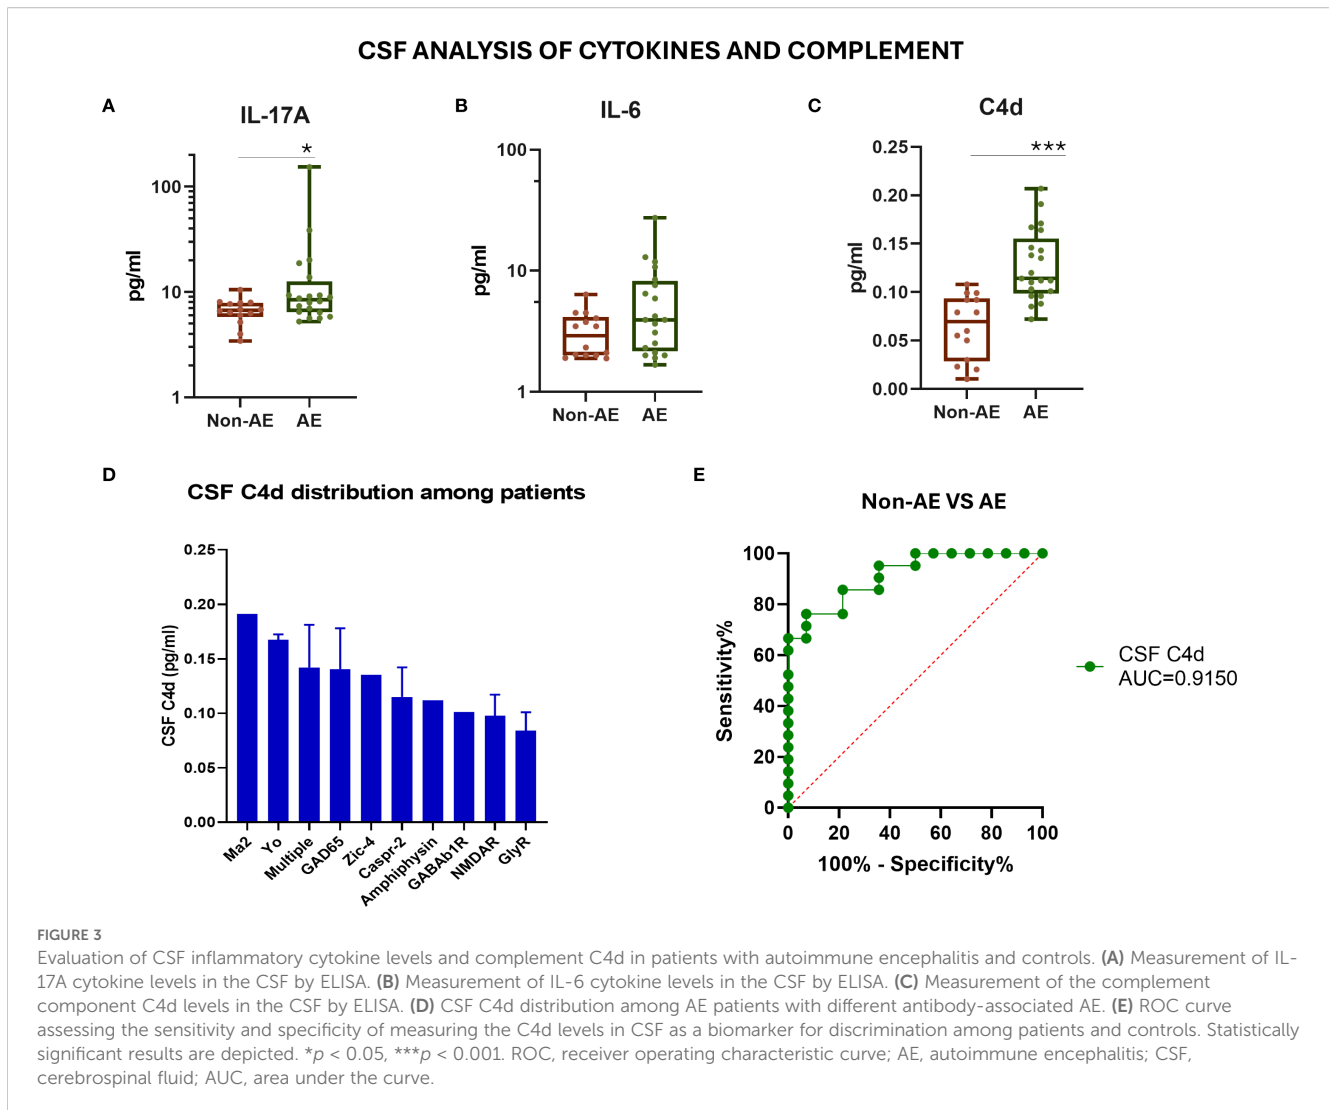 CSF ANALYSIS OF CYTOKINES AND COMPLEMENT
A
IL-17A
*
100
10
1
pg/ml
Non-AE AE
B
IL-6
100
10
1
pg/ml
Non-AE AE
C
C4d
***
0.25
0.20
0.15
0.10
0.05
0.00
pg/ml
Non-AE AE
D
CSF C4d distribution among patients
0.25
0.20
0.15
0.10
0.05
0.00
CSF C4d (pg/ml)
Ma2 Yo Multiple GAD65 Zic-4 Caspr-2 Amphiphysin GABAb1R NMDAR GlyR
E
Non-AE VS AE
100
80
60
40
20
0
Sensitivity%
0 20 40 60 80 100
100% - Specificity%
CSF C4d
AUC=0.9150
FIGURE 3
Evaluation of CSF inflammatory cytokine levels and complement C4d in patients with autoimmune encephalitis and controls. (A) Measurement of IL-
17A cytokine levels in the CSF by ELISA. (B) Measurement of IL-6 cytokine levels in the CSF by ELISA. (C) Measurement of the complement
component C4d levels in the CSF by ELISA. (D) CSF C4d distribution among AE patients with different antibody-associated AE. (E) ROC curve
assessing the sensitivity and specificity of measuring the C4d levels in CSF as a biomarker for discrimination among patients and controls. Statistically
significant results are depicted. *p < 0.05, ***p < 0.001. ROC, receiver operating characteristic curve; AE, autoimmune encephalitis; CSF,
cerebrospinal fluid; AUC, area under the curve.